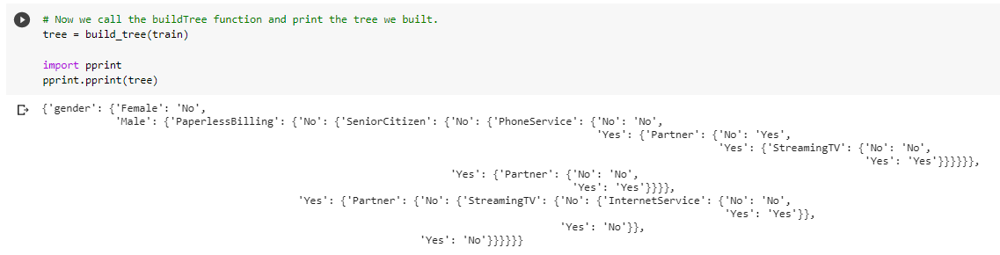 # Now we call the buildTree function and print the tree we built.
tree = build_tree(train)
import pprint
pprint.pprint(tree)
{'gender': {'Female': 'No',
'Male': {'PaperlessBilling': {'No': {'SeniorCitizen': {'No': {'PhoneService': {'No': 'No',
'Yes': {'Partner': {'No': 'Yes',
'Yes': {'StreamingTV': {'No': 'No',
'Yes': 'Yes'}}}}}},
'Yes': {'Partner': {'No': 'No',
'Yes': 'Yes'}}}},
'Yes': {'Partner': {'No': {'StreamingTV': {'No': {'InternetService': {'No': 'No',
'Yes': 'Yes'}},
'Yes': 'No'}},
'Yes': 'No'}}}}}}